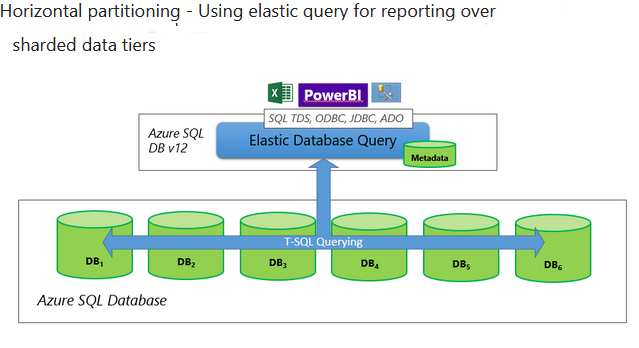 Horizontal partitioning - Using elastic query for reporting over
sharded data tiers
X
PowerBI
SQL TDS, ODBC, JDBC, ADO
Azure SQL
DB v12
Elastic Database Query
Metadata
T-SQL Querying
DB₁
DB₂
DB₃
DB₄
DB₅
DB₆
Azure SQL Database